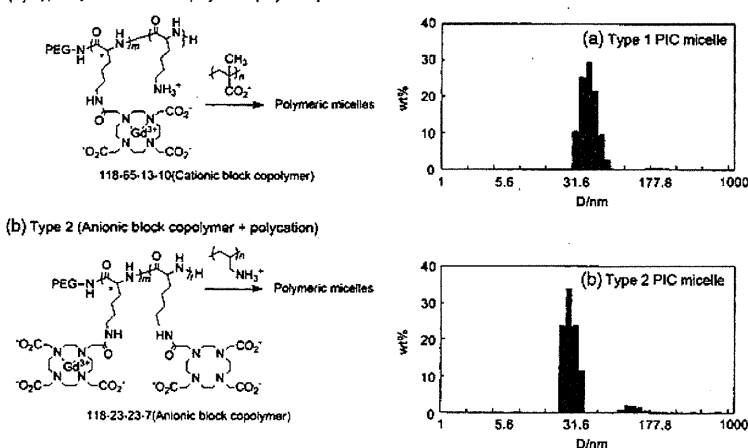 (a) Type 1 PIC micelle
40
30
20
10
0
wt%
1
5.6
31.6
177.8
1000
D/nm
PEG-N
H
O
H
N
m
O
H
N
H
NH3+
NH
O
CH3
n
CO2-
Polymeric micelles
N
N
CO2-
Gd3+
-O2C
N
N
CO2-
118-65-13-10(Cationic block copolymer)
(b) Type 2 (Anionic block copolymer + polycation)
PEG-N
H
O
H
N
m
O
H
N
n
H
n
NH3+
Polymeric micelles
NH
O
HN
O
-O2C
N
N
Gd3+
N
N
-O2C
CO2-
N
N
CO2-
N
N
-O2C
CO2-
118-23-23-7(Anionic block copolymer)
(b) Type 2 PIC micelle
40
30
20
10
0
wt%
1
5.6
31.6
177.8
1000
D/nm